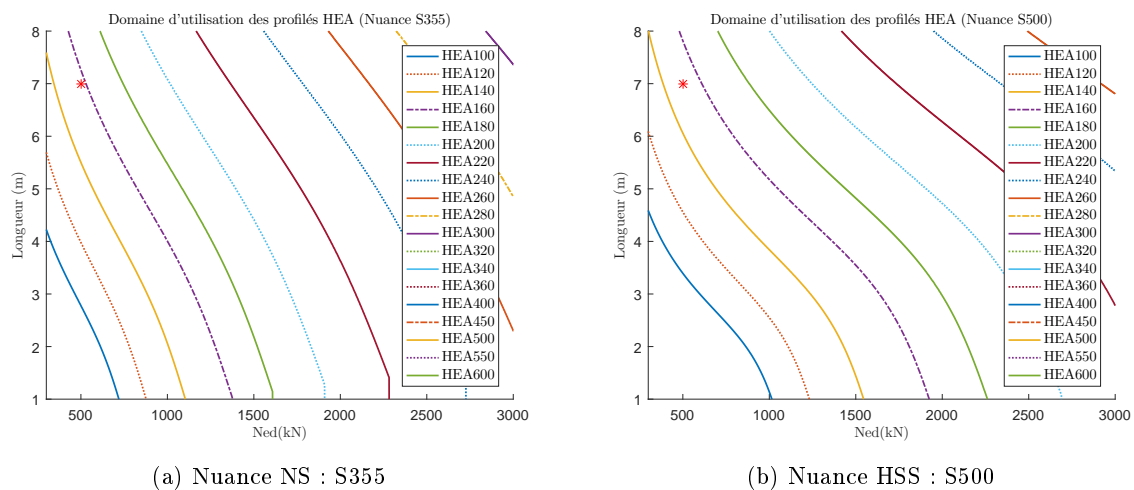 Domaine d'utilisation des profilés HEA (Nuance S355)
8
7
6
5
4
3
2
1
Longueur (m)
500
1000
1500
2000
2500
3000
Ned(kN)
HEA100
HEA120
HEA140
HEA160
HEA180
HEA200
HEA220
HEA240
HEA260
HEA280
HEA300
HEA320
HEA340
HEA360
HEA400
HEA450
HEA500
HEA550
HEA600
(a) Nuance NS : S355
Domaine d'utilisation des profilés HEA (Nuance S500)
8
7
6
5
4
3
2
1
Longueur (m)
500
1000
1500
2000
2500
3000
Ned(kN)
HEA100
HEA120
HEA140
HEA160
HEA180
HEA200
HEA220
HEA240
HEA260
HEA280
HEA300
HEA320
HEA340
HEA360
HEA400
HEA450
HEA500
HEA550
HEA600
(b) Nuance HSS : S500